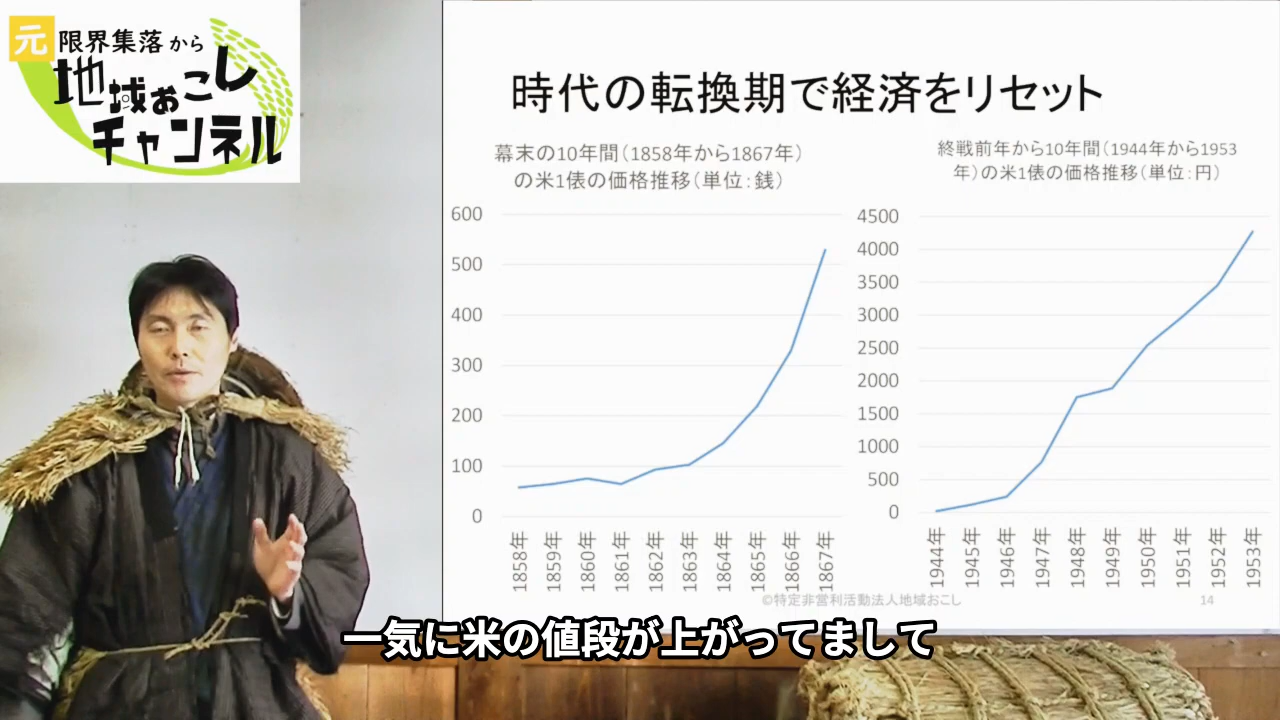 元 限界集落から
地域おこし
チャンネル
時代の転換期で経済をリセット
幕末の10年間（1858年から1867年）
の米1俵の価格推移（単位：銭）
600
500
400
300
200
100
0
1858年
1859年
1860年
1861年
1862年
1863年
1864年
1865年
1866年
1867年
終戦前年から10年間（1944年から1953
年）の米1俵の価格推移（単位：円）
4500
4000
3500
3000
2500
2000
1500
1000
500
0
1944年
1945年
1946年
1947年
1948年
1949年
1950年
1951年
1952年
1953年
©特定非営利活動法人地域おこし
14
一気に米の値段が上がってまして